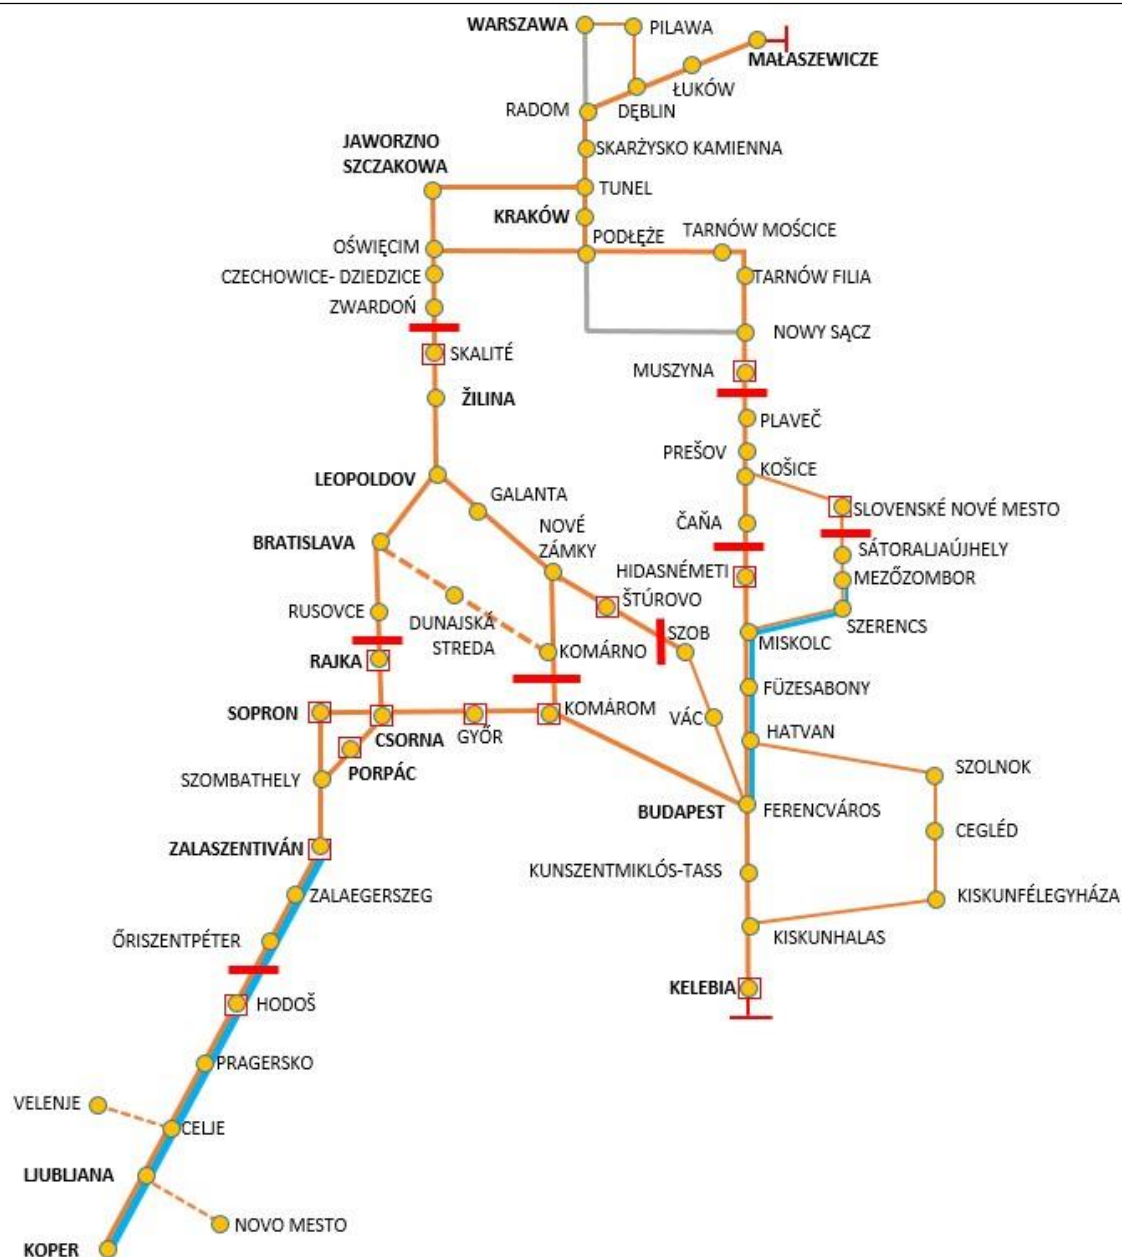 WARSZAWA
PILAWA
MAŁASZEWICZE
ŁUKÓW
RADOM
DĘBLIN
JAWORZNO
SZCZAKOWA
SKARŻYSKO KAMIENNA
TUNEL
KRAKÓW
PODŁĘŻE
TARNÓW MOŚCICE
OŚWIĘCIM
CZECHOWICE- DZIEDZICE
TARNÓW FILIA
ZWARDOŃ
NOWY SĄCZ
SKALITÉ
MUSZYNA
ŽILINA
PLAVEČ
PREŠOV
KOŠICE
LEOPOLDOV
GALANTA
SLOVENSKÉ NOVÉ MESTO
ČAŇA
BRATISLAVA
NOVÉ
ZÁMKY
SÁTORALJAÚJHELY
HIDASNÉMETI
MEZŐZOMBOR
RUSOVCE
DUNAJSKÁ
STREDA
ŠTÚROVO
SZERENCS
SZOB
MISKOLC
RAJKA
KOMÁRNO
FÜZESABONY
SOPRON
CSORNA
GYŐR
KOMÁROM
VÁC
HATVAN
PORPÁC
SZOMBATHELY
SZOLNOK
BUDAPEST
FERENCVÁROS
CEGLÉD
ZALASZENTIVÁN
KUNSZENTMIKLÓS-TASS
ZALAEGERSZEG
KISKUNFÉLEGYHÁZA
ŐRISZENTPÉTER
KISKUNHALAS
KELEBIA
HODOŠ
PRAGERSKO
VELENJE
CELJE
LJUBLJANA
NOVO MESTO
KOPER